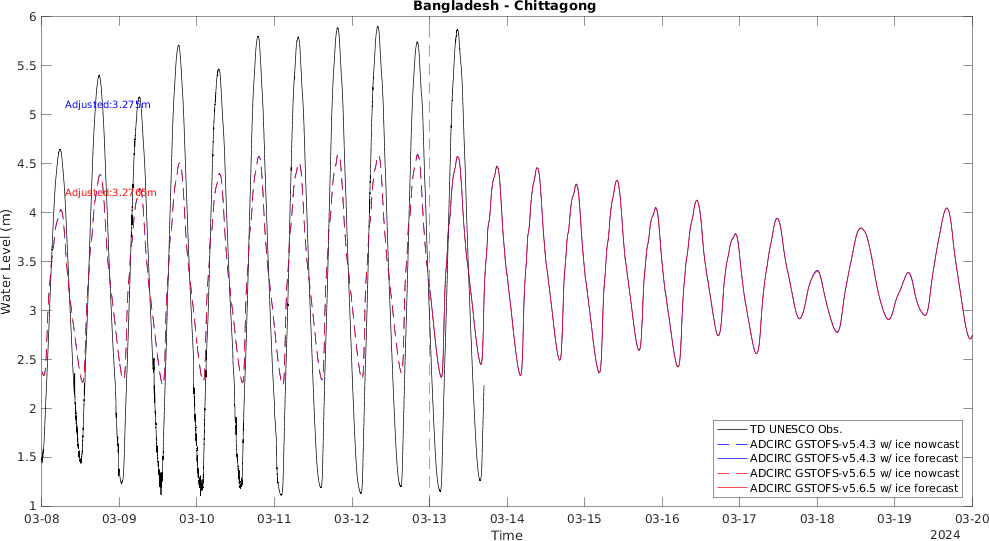 Bangladesh - Chittagong
6
5.5
5
4.5
4
3.5
3
2.5
2
1.5
1
Water Level (m)
Adjusted:3.275m
Adjusted:3.2765m
TD UNESCO Obs.
ADCIRC GSTOFS-v5.4.3 w/ ice nowcast
ADCIRC GSTOFS-v5.4.3 w/ ice forecast
ADCIRC GSTOFS-v5.6.5 w/ ice nowcast
ADCIRC GSTOFS-v5.6.5 w/ ice forecast
03-08 03-09 03-10 03-11 03-12 03-13 03-14 03-15 03-16 03-17 03-18 03-19 03-20
Time
2024